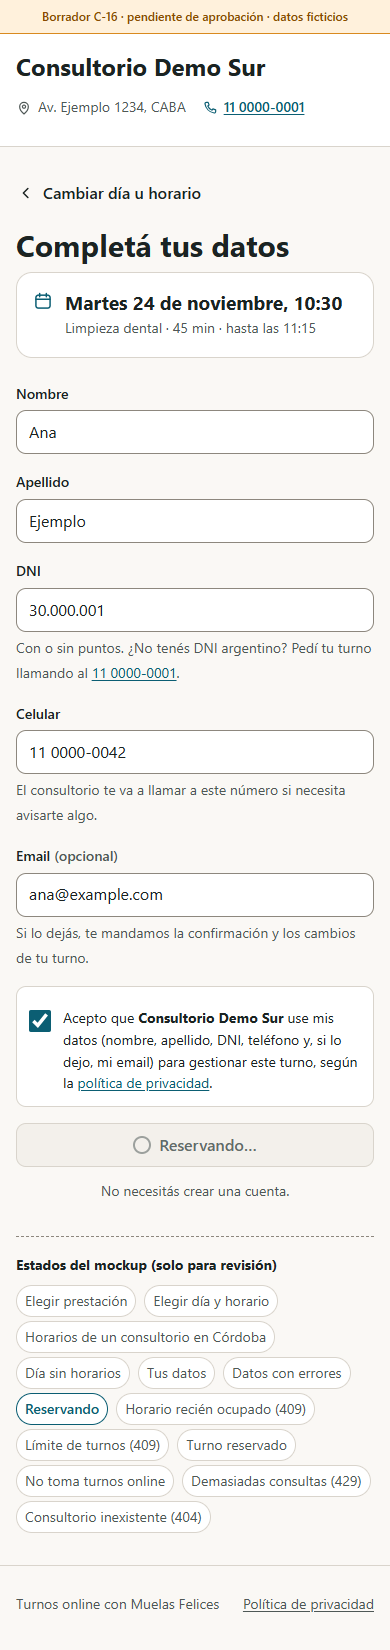 Borrador C-16 · pendiente de aprobación · datos ficticios
Consultorio Demo Sur
Av. Ejemplo 1234, CABA 11 0000-0001
Cambiar día u horario
Completá tus datos
Martes 24 de noviembre, 10:30
Limpieza dental · 45 min · hasta las 11:15
Nombre
Ana
Apellido
Ejemplo
DNI
30.000.001
Con o sin puntos. ¿No tenés DNI argentino? Pedí tu turno
llamando al 11 0000-0001.
Celular
11 0000-0042
El consultorio te va a llamar a este número si necesita
avisarte algo.
Email (opcional)
ana@example.com
Si lo dejás, te mandamos la confirmación y los cambios
de tu turno.
Acepto que Consultorio Demo Sur use mis
datos (nombre, apellido, DNI, teléfono y, si lo
dejo, mi email) para gestionar este turno, según
la política de privacidad.
Reservando...
No necesitás crear una cuenta.
Estados del mockup (solo para revisión)
Elegir prestación Elegir día y horario
Horarios de un consultorio en Córdoba
Día sin horarios Tus datos Datos con errores
Reservando Horario recién ocupado (409)
Límite de turnos (409) Turno reservado
No toma turnos online Demasiadas consultas (429)
Consultorio inexistente (404)
Turnos online con Muelas Felices Política de privacidad